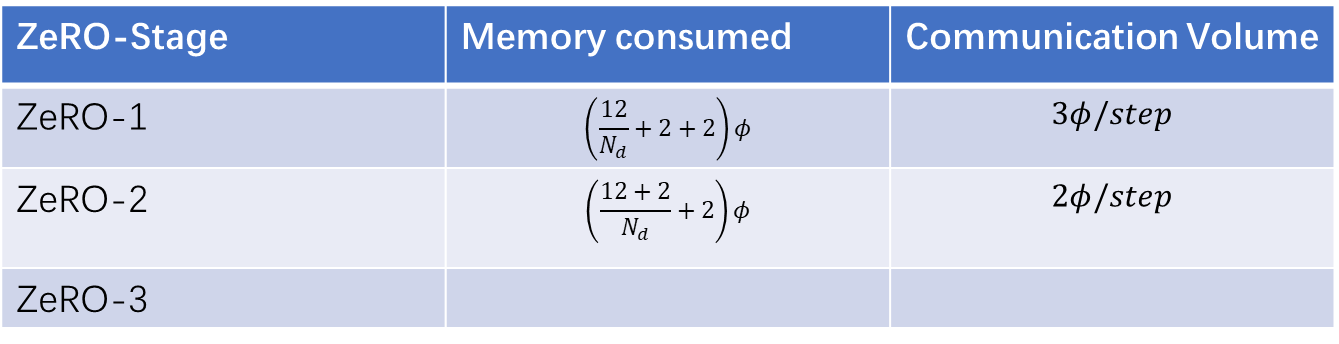 ZeRO-Stage Memory consumed Communication Volume
ZeRO-1 (12/N_d + 2 + 2)ϕ 3ϕ/step
ZeRO-2 ((12 + 2)/N_d + 2)ϕ 2ϕ/step
ZeRO-3